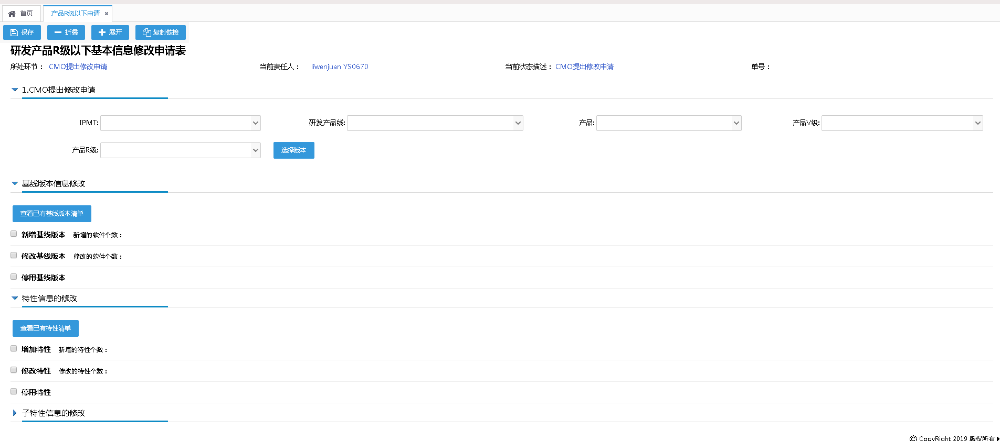 首页 产品R级以下申请 ×
保存 折叠 展开 复制链接
研发产品R级以下基本信息修改申请表
所处环节： CMO提出修改申请 当前责任人： liwenjuan YS0670 当前状态描述： CMO提出修改申请 单号：
1.CMO提出修改申请
IPMT: 研发产品线: 产品: 产品V级:
产品R级: 选择版本
基线版本信息修改
查看已有基线版本清单
新增基线版本 新增的软件个数：
修改基线版本 修改的软件个数：
停用基线版本
特性信息的修改
查看已有特性清单
增加特性 新增的特性个数：
修改特性 修改的特性个数：
停用特性
子特性信息的修改
© CopyRight 2019 版权所有